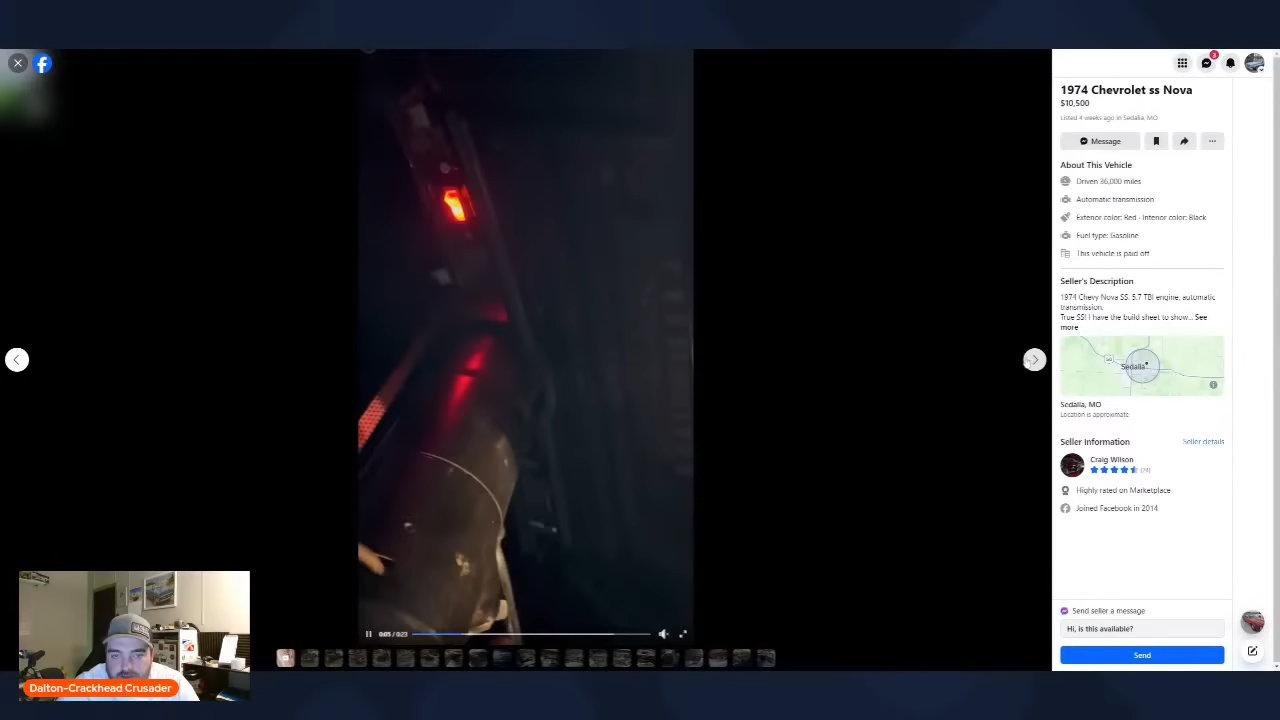 1974 Chevrolet ss Nova
$10,500
Listed 4 weeks ago in Sedalia, MO
Message
About This Vehicle
Driven 36,000 miles
Automatic transmission
Exterior color: Red · Interior color: Black
Fuel type: Gasoline
This vehicle is paid off
Seller's Description
1974 Chevy Nova SS. 5.7 TBI engine, automatic
transmission.
True SS! I have the build sheet to show... See
more
Sedalia
Sedalia, MO
Location is approximate
Seller information
Seller details
Craig Wilson
Highly rated on Marketplace
Joined Facebook in 2014
Send seller a message
Hi, is this available?
Send
0:05 / 0:23
3
Dalton-Crackhead Crusader